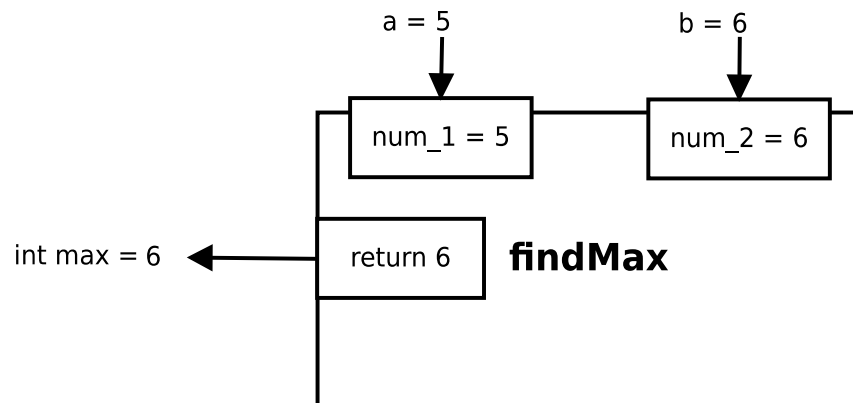 a = 5
b = 6
num_1 = 5
num_2 = 6
int max = 6
return 6
findMax